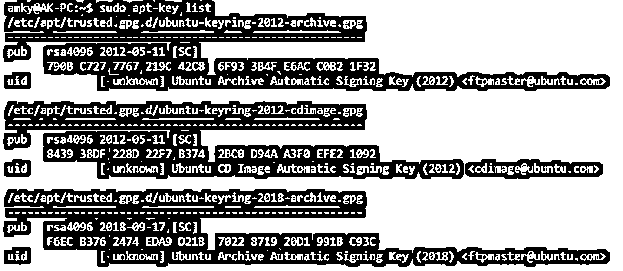 amky@AK-PC:~$ sudo apt-key list
/etc/apt/trusted.gpg.d/ubuntu-keyring-2012-archive.gpg
------------------------------------------------------
pub   rsa4096 2012-05-11 [SC]
      790B C727 7767 219C 42C8  6F93 3B4F E6AC C0B2 1F32
uid           [ unknown] Ubuntu Archive Automatic Signing Key (2012) <ftpmaster@ubuntu.com>

/etc/apt/trusted.gpg.d/ubuntu-keyring-2012-cdimage.gpg
------------------------------------------------------
pub   rsa4096 2012-05-11 [SC]
      8439 38DF 228D 22F7 B374  2BC0 D94A A3F0 EFE2 1092
uid           [ unknown] Ubuntu CD Image Automatic Signing Key (2012) <cdimage@ubuntu.com>

/etc/apt/trusted.gpg.d/ubuntu-keyring-2018-archive.gpg
------------------------------------------------------
pub   rsa4096 2018-09-17 [SC]
      F6EC B376 2474 EDA9 D21B  7022 8719 20D1 991B C93C
uid           [ unknown] Ubuntu Archive Automatic Signing Key (2018) <ftpmaster@ubuntu.com>